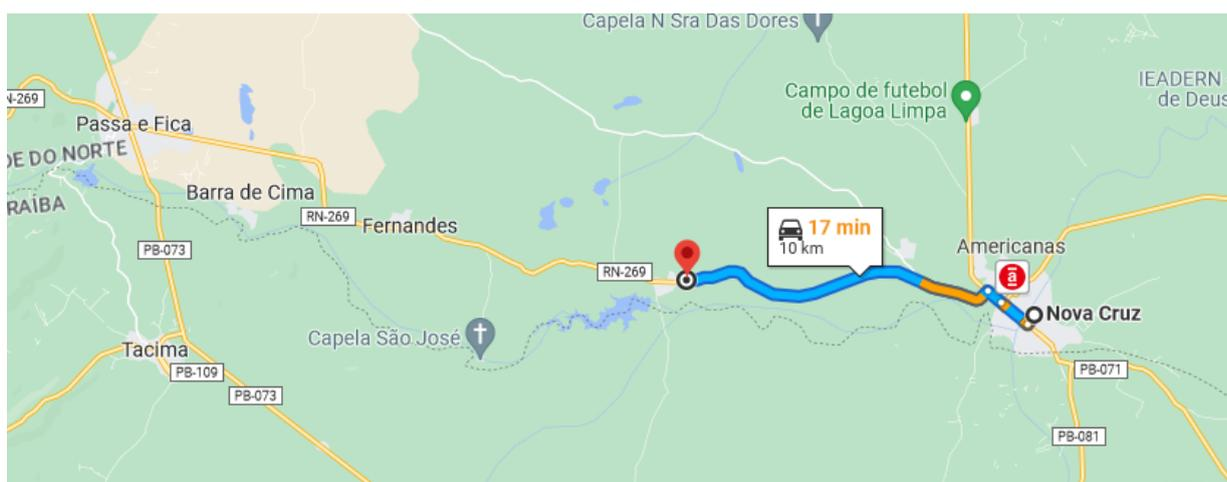 Capela N Sra Das Dores
Campo de futebol
de Lagoa Limpa
IEADERN
de Deus
N-269
Passa e Fica
DE DO NORTE
RAÍBA
Barra de Cima
RN-269
Fernandes
PB-073
RN-269
17 min
10 km
Americanas
a
Nova Cruz
Capela São José
Tacima
PB-109
PB-073
PB-071
PB-081